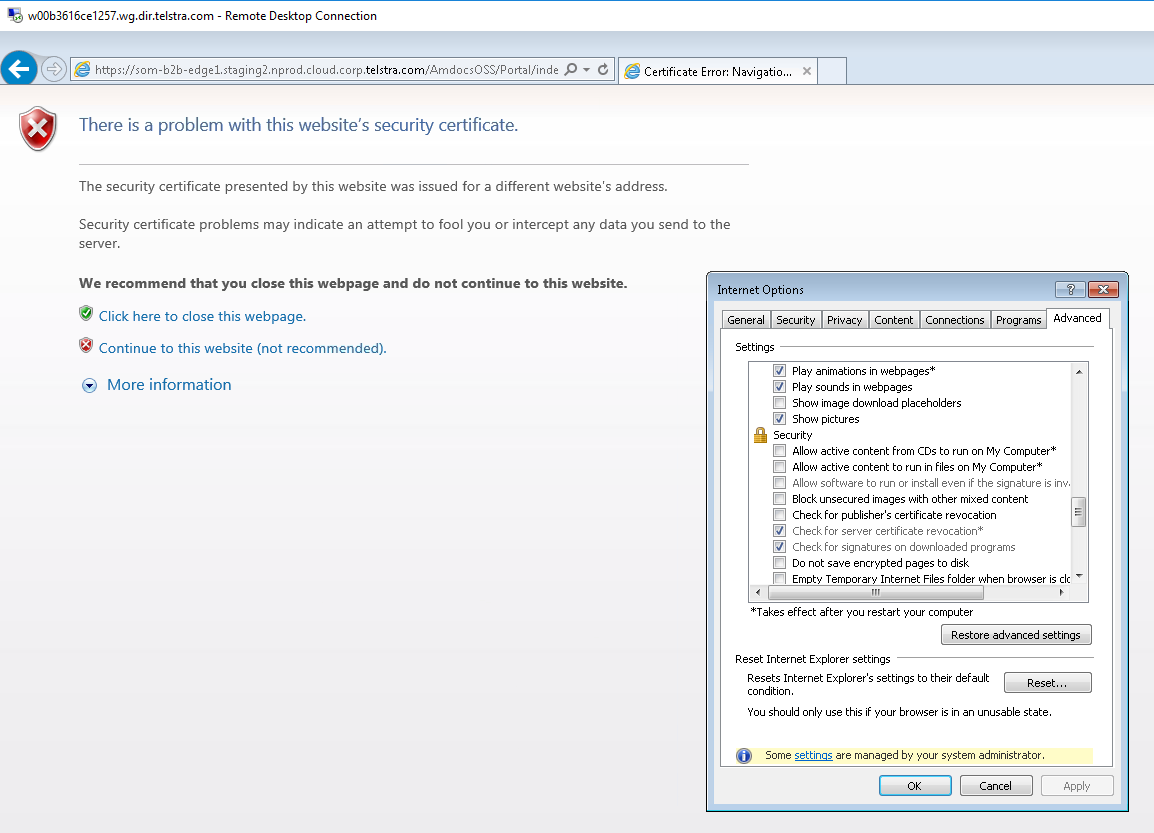 w00b3616ce1257.wg.dir.telstra.com - Remote Desktop Connection
https://som-b2b-edge1.staging2.nprod.cloud.corp.telstra.com/AmdocsOSS/Portal/inde
Certificate Error: Navigatio...
There is a problem with this website's security certificate.
The security certificate presented by this website was issued for a different website's address.
Security certificate problems may indicate an attempt to fool you or intercept any data you send to the
server.
We recommend that you close this webpage and do not continue to this website.
Click here to close this webpage.
Continue to this website (not recommended).
More information
Internet Options
General Security Privacy Content Connections Programs Advanced
Settings
Play animations in webpages*
Play sounds in webpages
Show image download placeholders
Show pictures
Security
Allow active content from CDs to run on My Computer*
Allow active content to run in files on My Computer*
Allow software to run or install even if the signature is inv
Block unsecured images with other mixed content
Check for publisher's certificate revocation
Check for server certificate revocation*
Check for signatures on downloaded programs
Do not save encrypted pages to disk
Empty Temporary Internet Files folder when browser is clo
*Takes effect after you restart your computer
Restore advanced settings
Reset Internet Explorer settings
Resets Internet Explorer's settings to their default
condition.
Reset...
You should only use this if your browser is in an unusable state.
Some settings are managed by your system administrator.
OK Cancel Apply